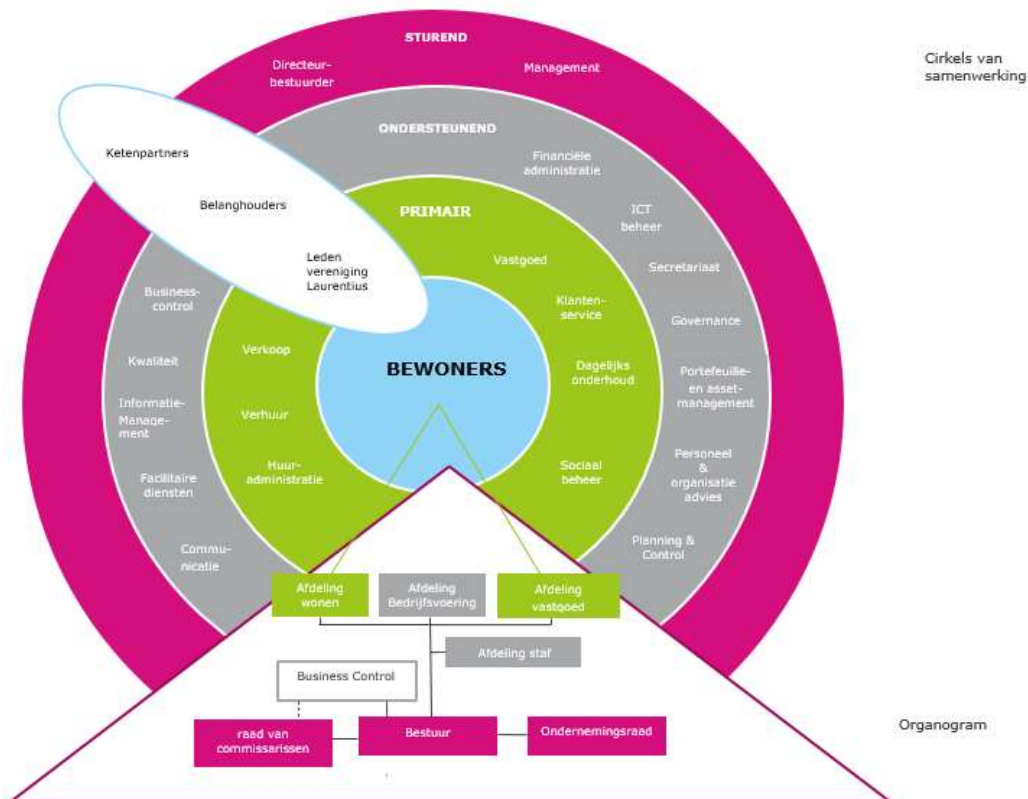 STUREND
Directeur-
bestuurder
Management
Cirkels van
samenwerking
ONDERSTEUNEND
Ketenpartners
Financiële
administratie
Belanghouders
PRIMAIR
ICT
beheer
Leden
vereniging
Laurentius
Vastgoed
Secretariaat
Business-
control
Klanten-
service
Governance
Verkoop
Kwaliteit
BEWONERS
Dagelijks
onderhoud
Portefeuille-
en asset-
management
Informatie-
Manage-
ment
Verhuur
Huur-
administratie
Sociaal
beheer
Personeel
&
organisatie
advies
Facilitaire
diensten
Commu-
nicatie
Planning &
Control
Afdeling
wonen
Afdeling
Bedrijfsvoering
Afdeling
vastgoed
Afdeling staf
Business Control
raad van
commissarissen
Bestuur
Ondernemingsraad
Organogram